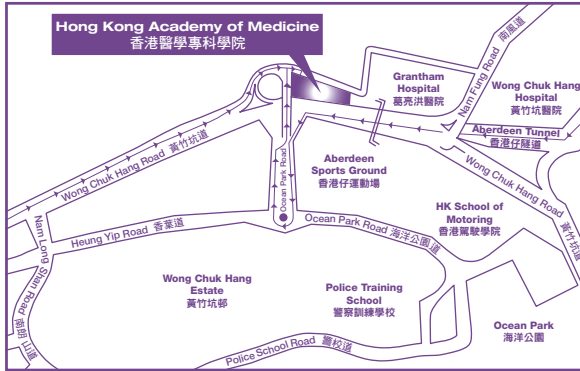 Hong Kong Academy of Medicine
香港醫學專科學院
南風道
Nam Fung Road
Grantham
Hospital
葛亮洪醫院
Wong Chuk Hang
Hospital
黃竹坑醫院
Aberdeen Tunnel
香港仔隧道
Wong Chuk Hang Road 黃竹坑道
Ocean Park Road
Aberdeen
Sports Ground
香港仔運動場
Wong Chuk Hang Road 黃竹坑道
HK School of
Motoring
香港駕駛學院
Nam Long Shan Road 南朗山道
Heung Yip Road 香葉道
Ocean Park Road 海洋公園道
Wong Chuk Hang
Estate
黃竹坑邨
Police Training
School
警察訓練學校
Ocean Park
海洋公園
Police School Road 警校道